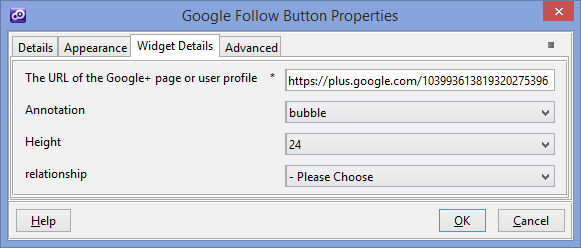 Google Follow Button Properties
Details Appearance Widget Details Advanced
The URL of the Google+ page or user profile * https://plus.google.com/103993613819320275396
Annotation bubble
Height 24
relationship - Please Choose
Help OK Cancel